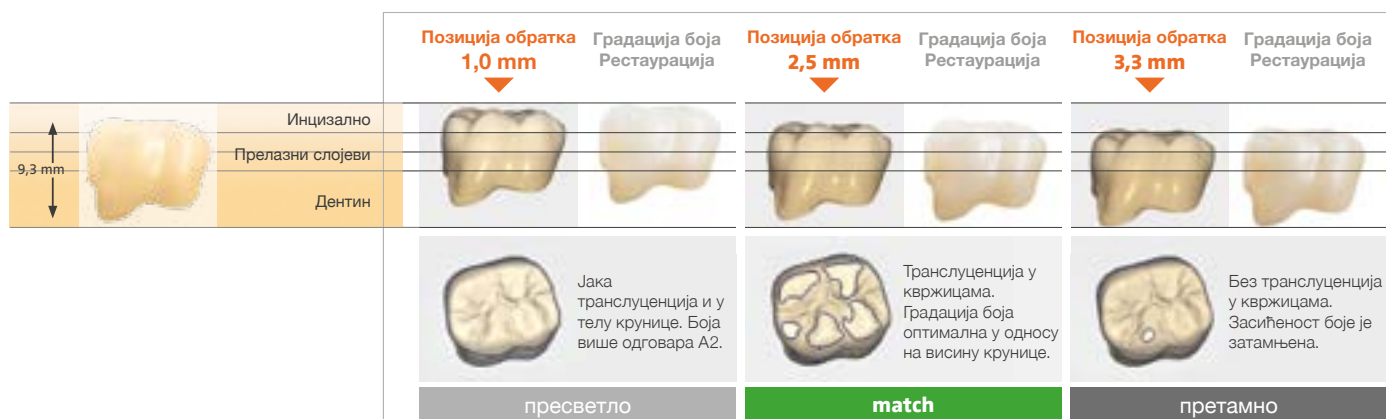 Позиција обратка
1,0 mm
Градација боја
Рестаурација
Позиција обратка
2,5 mm
Градација боја
Рестаурација
Позиција обратка
3,3 mm
Градација боја
Рестаурација
9,3 mm
Инцизално
Прелазни слојеви
Дентин
Јака
транслуценција и у
телу крунице. Боја
више одговара A2.
Транслуценција у
квржицама.
Градација боја
оптимална у односу
на висину крунице.
Без транслуценција
у квржицама.
Засићеност боје је
затамњена.
пресветло
match
претамно